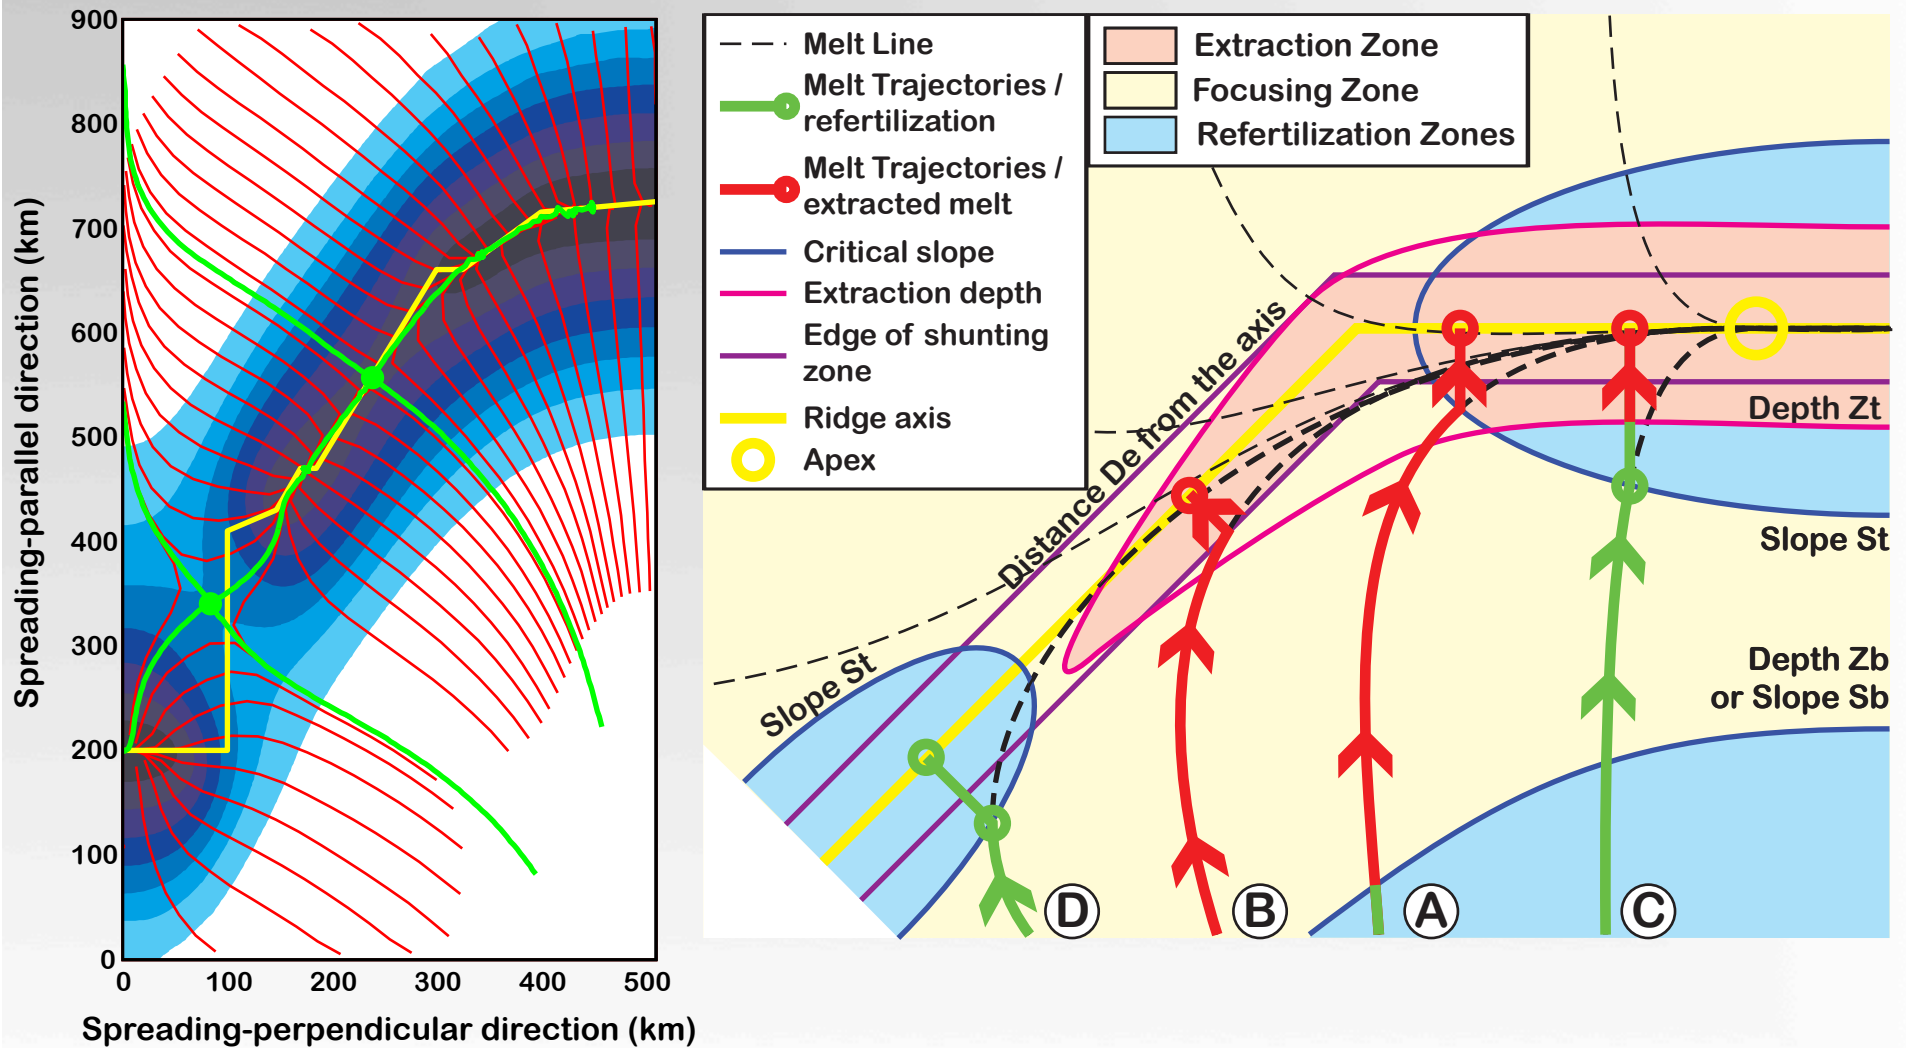 900
800
700
600
500
400
300
200
100
0
0 100 200 300 400 500
Spreading-parallel direction (km)
Spreading-perpendicular direction (km)
Melt Line
Melt Trajectories /
refertilization
Melt Trajectories /
extracted melt
Critical slope
Extraction depth
Edge of shunting
zone
Ridge axis
Apex
Extraction Zone
Focusing Zone
Refertilization Zones
Distance De from the axis
Depth Zt
Slope St
Depth Zb
or Slope Sb
Slope St
D
B
A
C